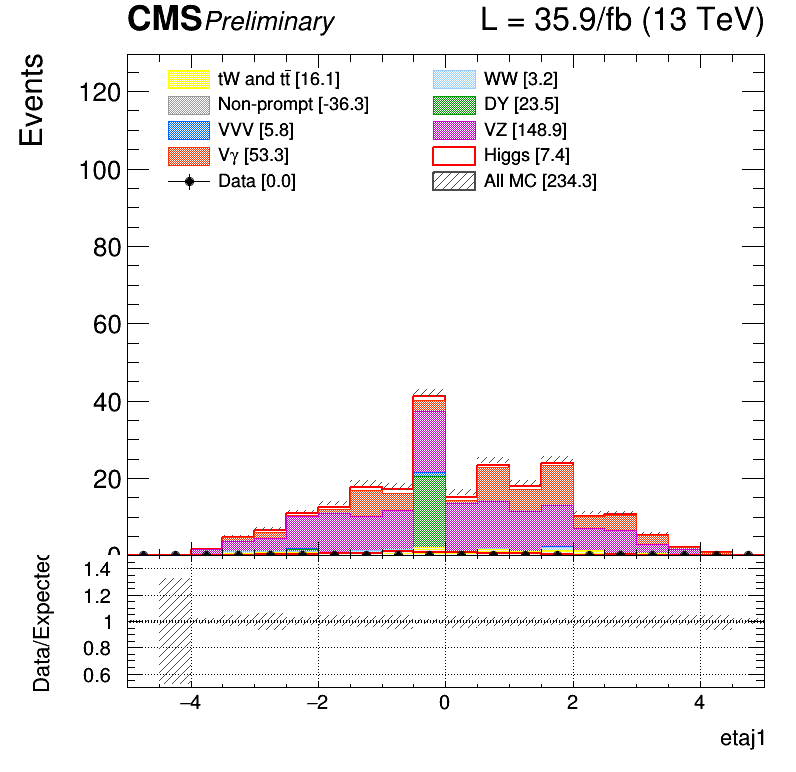 CMS Preliminary L = 35.9/fb (13 TeV)
Events
tW and tt̄ [16.1] WW [3.2]
Non-prompt [-36.3] DY [23.5]
VVV [5.8] VZ [148.9]
Vγ [53.3] Higgs [7.4]
Data [0.0] All MC [234.3]
120
100
80
60
40
20
0
Data/Expected
1.4
1.2
1
0.8
0.6
−4 −2 0 2 4
etaj1